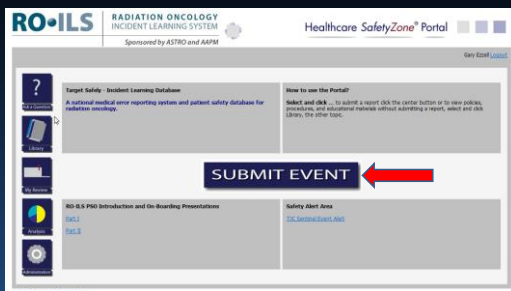 RO•ILS
RADIATION ONCOLOGY
INCIDENT LEARNING SYSTEM
Sponsored by ASTRO and AAPM
Healthcare SafetyZone® Portal
Gary Ezzell Logout
?
Ask a Question
Library
My Review
Analysis
Administration
Target Safely - Incident Learning Database
A national medical error reporting system and patient safety database for
radiation oncology.
How to use the Portal?
Select and click ... to submit a report click the center button or to view policies,
procedures, and educational materials without submitting a report, select and click
Library, the other topic.
SUBMIT EVENT
RO-ILS PSO Introduction and On-Boarding Presentations
Part I
Part II
Safety Alert Area
TJC Sentinel Event Alert